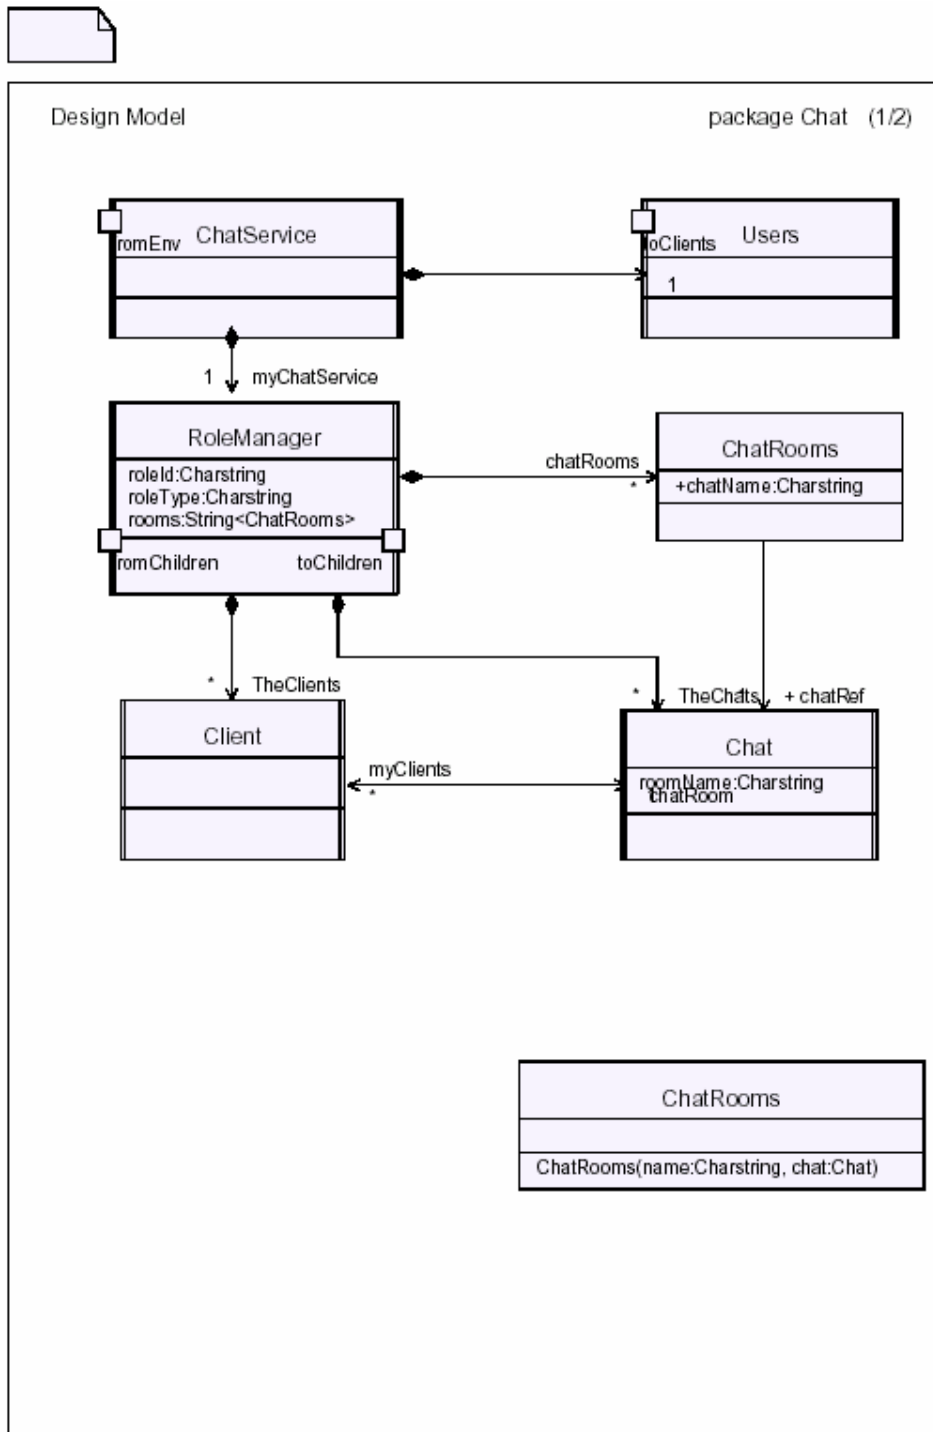 Design Model
package Chat (1/2)
ChatService
romEnv
Users
oClients
1
1 myChatService
RoleManager
roleId:Charstring
roleType:Charstring
rooms:String<ChatRooms>
romChildren
toChildren
chatRooms
*
ChatRooms
+chatName:Charstring
* TheClients
* TheChats
+ chatRef
Client
myClients
*
Chat
roomName:Charstring
chatRoom
ChatRooms
ChatRooms(name:Charstring, chat:Chat)